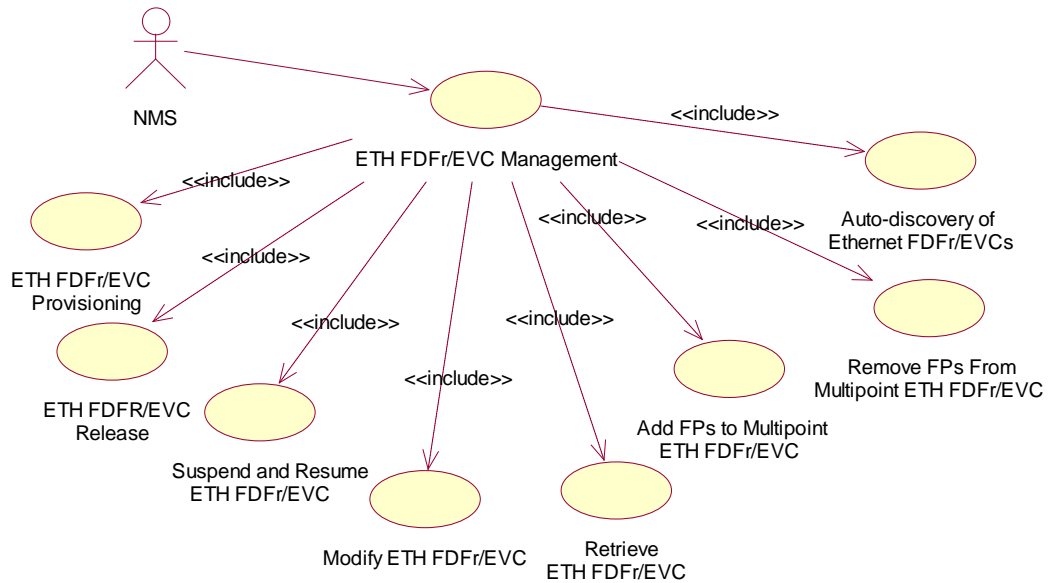 NMS
<<include>>
ETH FDFr/EVC Management
<<include>>
Auto-discovery of
Ethernet FDFr/EVCs
<<include>>
<<include>>
<<include>>
ETH FDFr/EVC
Provisioning
<<include>>
<<include>>
<<include>>
Remove FPs From
Multipoint ETH FDFr/EVC
<<include>>
ETH FDFR/EVC
Release
Add FPs to Multipoint
ETH FDFr/EVC
Suspend and Resume
ETH FDFr/EVC
Modify ETH FDFr/EVC
Retrieve
ETH FDFr/EVC